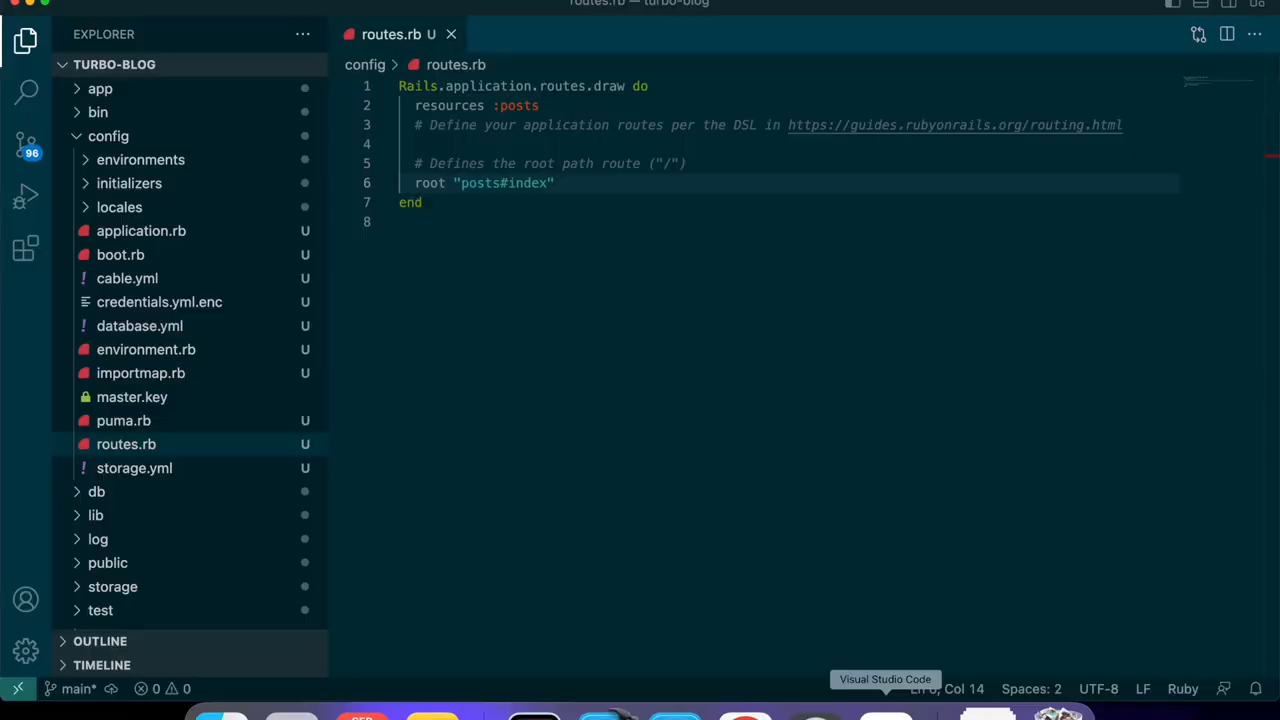 routes.rb — turbo-blog
EXPLORER
TURBO-BLOG
app
bin
config
environments
initializers
locales
application.rb U
boot.rb U
! cable.yml U
credentials.yml.enc U
! database.yml U
environment.rb U
importmap.rb U
master.key
puma.rb U
routes.rb U
! storage.yml U
db
lib
log
public
storage
test
OUTLINE
TIMELINE
96
routes.rb U
config > routes.rb
1 Rails.application.routes.draw do
2 resources :posts
3 # Define your application routes per the DSL in https://guides.rubyonrails.org/routing.html
4
5 # Defines the root path route ("/")
6 root "posts#index"
7 end
8
Visual Studio Code
main* 0 0 Col 14 Spaces: 2 UTF-8 LF Ruby
SEP